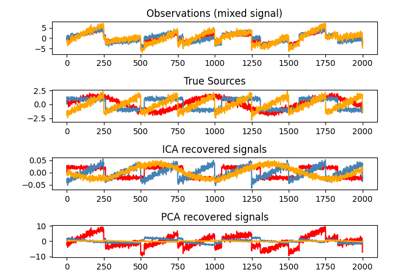 Observations (mixed signal)
5
0
−5
0 250 500 750 1000 1250 1500 1750 2000
True Sources
2.5
0.0
−2.5
0 250 500 750 1000 1250 1500 1750 2000
ICA recovered signals
0.05
0.00
−0.05
0 250 500 750 1000 1250 1500 1750 2000
PCA recovered signals
10
0
−10
0 250 500 750 1000 1250 1500 1750 2000